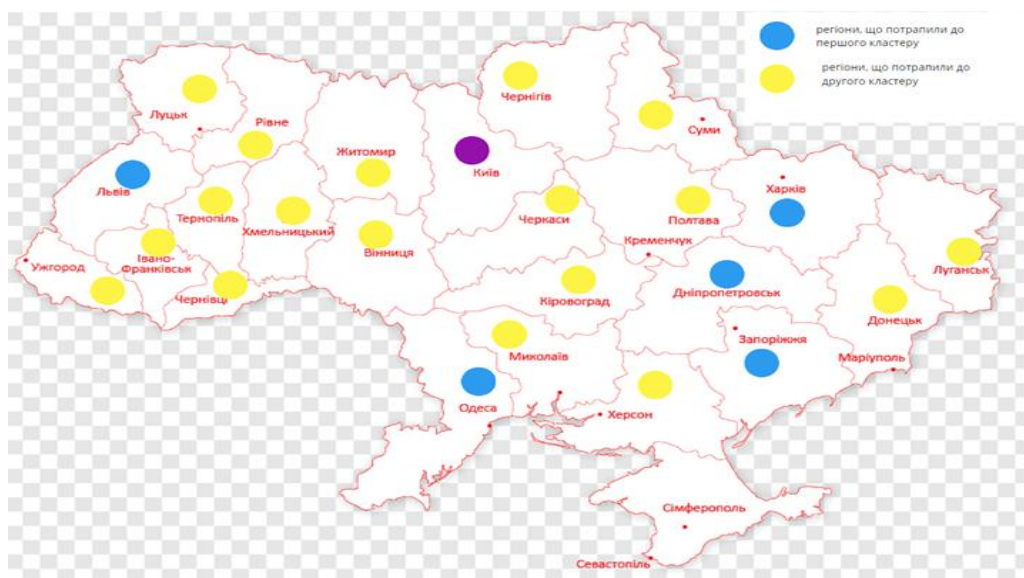 регіони, що потрапили до
першого кластеру
регіони, що потрапили до
другого кластеру
Чернігів
Луцьк
Рівне
Суми
Житомир
Київ
Львів
Харків
Тернопіль
Хмельницький
Черкаси
Полтава
Вінниця
Кременчук
Ужгород
Івано-
Франківськ
Луганськ
Чернівці
Кіровоград
Дніпропетровськ
Донецьк
Запоріжжя
Миколаїв
Маріуполь
Одеса
Херсон
Сімферополь
Севастопіль